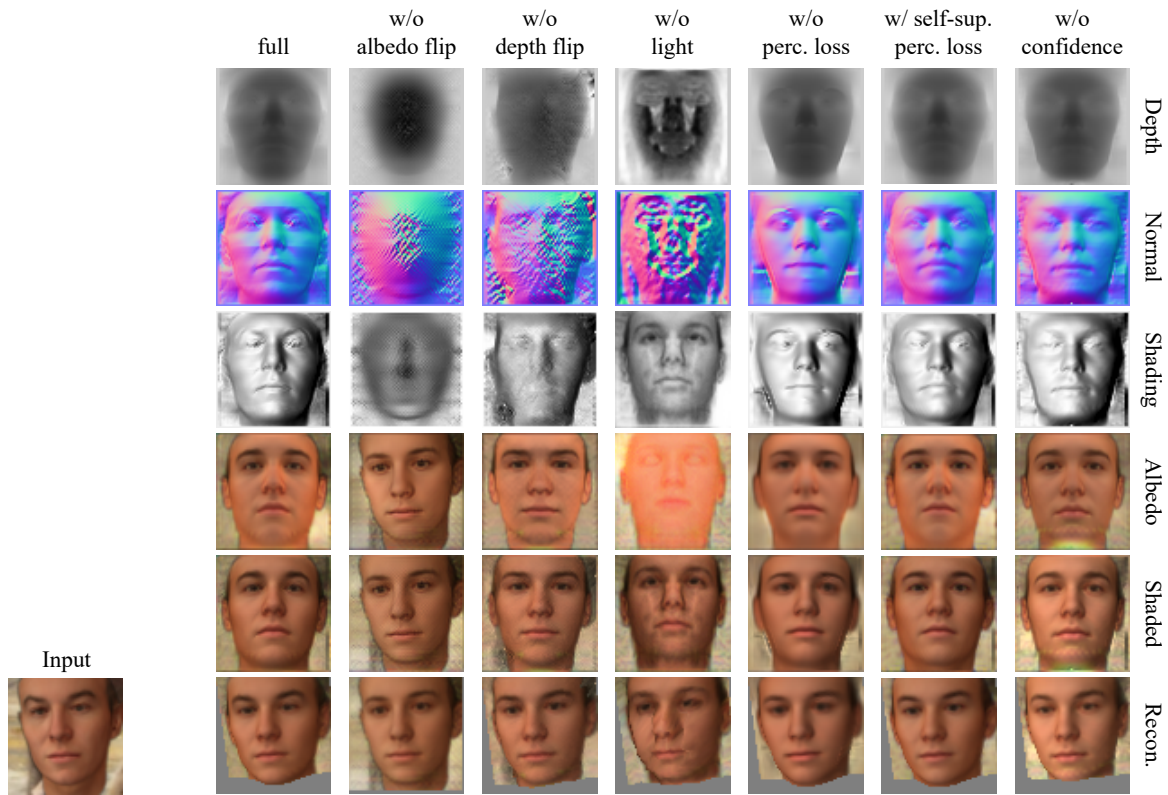 full
w/o
albedo flip
w/o
depth flip
w/o
light
w/o
perc. loss
w/ self-sup.
perc. loss
w/o
confidence
Depth
Normal
Shading
Albedo
Shaded
Recon.
Input